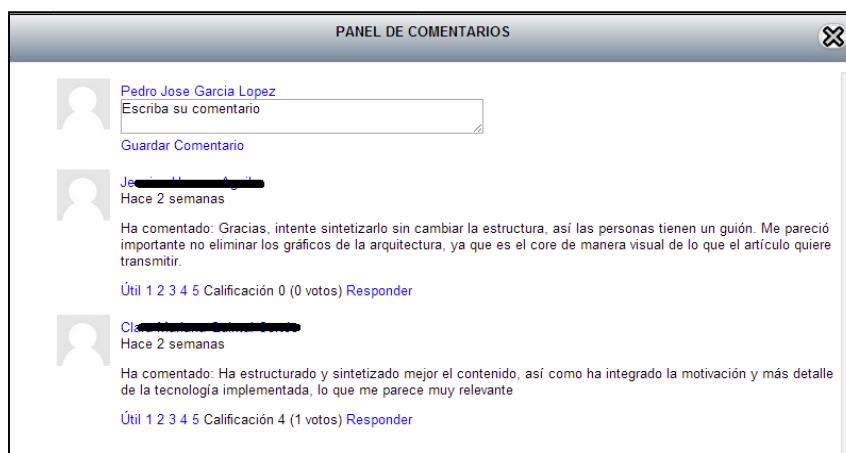 PANEL DE COMENTARIOS
Pedro Jose Garcia Lopez
Escriba su comentario
Guardar Comentario
Hace 2 semanas
Ha comentado: Gracias, intente sintetizarlo sin cambiar la estructura, así las personas tienen un guión. Me pareció
importante no eliminar los gráficos de la arquitectura, ya que es el core de manera visual de lo que el artículo quiere
transmitir.
Útil 1 2 3 4 5 Calificación 0 (0 votos) Responder
Hace 2 semanas
Ha comentado: Ha estructurado y sintetizado mejor el contenido, así como ha integrado la motivación y más detalle
de la tecnología implementada, lo que me parece muy relevante
Útil 1 2 3 4 5 Calificación 4 (1 votos) Responder